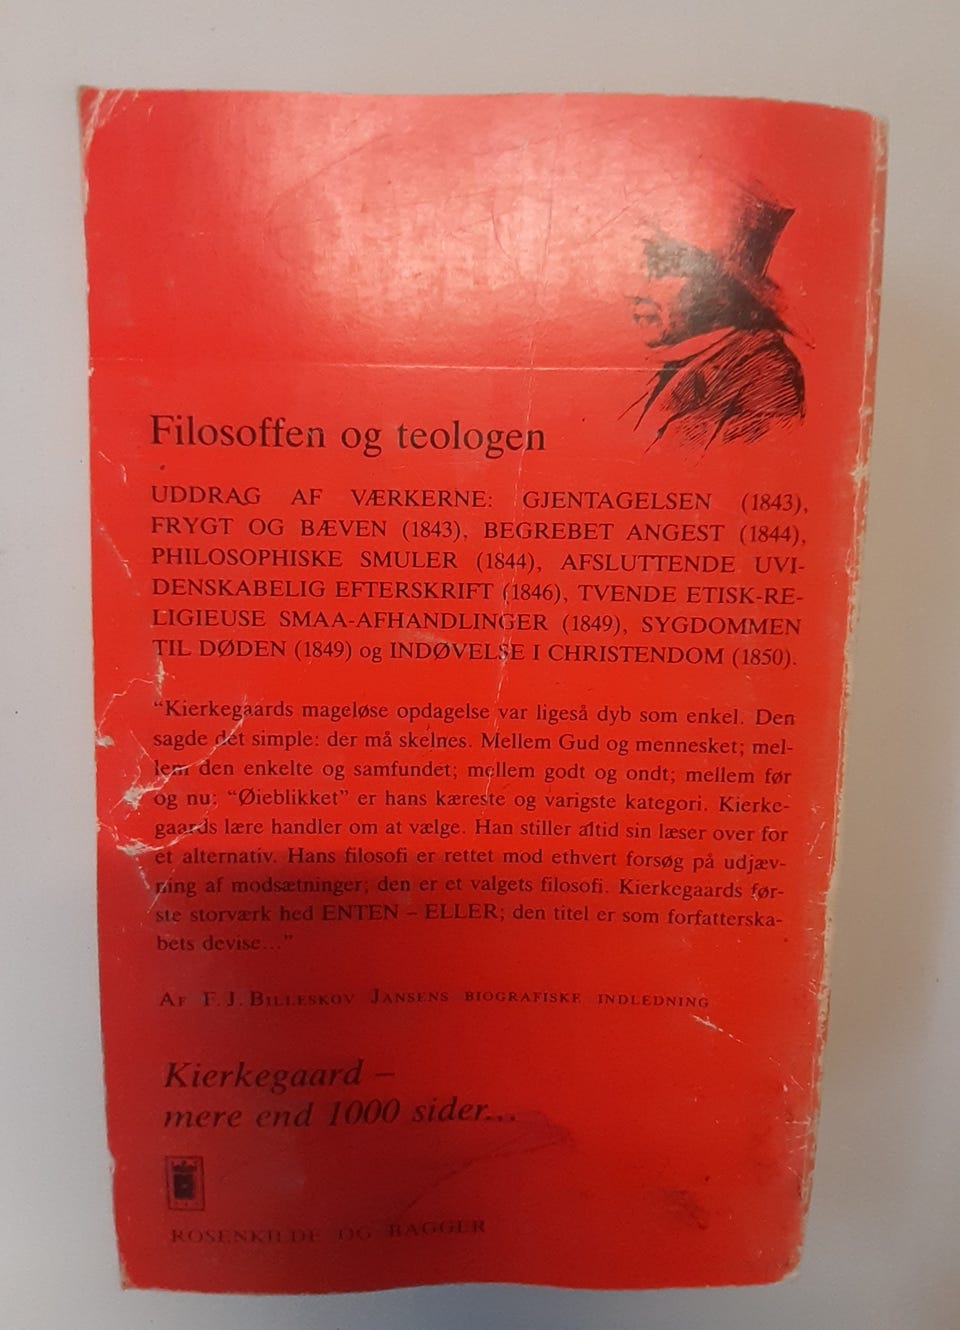 Filosoffen og teologen
UDDRAG AF VÆRKERNE: GJENTAGELSEN (1843),
FRYGT OG BÆVEN (1843), BEGREBET ANGEST (1844),
PHILOSOPHISKE SMULER (1844), AFSLUTTENDE UVI-
DENSKABELIG EFTERSKRIFT (1846), TVENDE ETISK-RE-
LIGIEUSE SMAA-AFHANDLINGER (1849), SYGDOMMEN
TIL DØDEN (1849) og INDØVELSE I CHRISTENDOM (1850).
“Kierkegaards mageløse opdagelse var ligeså dyb som enkel. Den
sagde det simple: der må skelnes. Mellem Gud og mennesket; mel-
lem den enkelte og samfundet; mellem godt og ondt; mellem før
og nu: “Øieblikket” er hans kæreste og varigste kategori. Kierke-
gaards lære handler om at vælge. Han stiller altid sin læser over for
et alternativ. Hans filosofi er rettet mod ethvert forsøg på udjæv-
ning af modsætninger; den er et valgets filosofi. Kierkegaards før-
ste storværk hed ENTEN – ELLER; den titel er som forfatterska-
bets devise...”
AF F.J. BILLESKOV JANSENS BIOGRAFISKE INDLEDNING
Kierkegaard –
mere end 1000 sider...
ROSENKILDE OG BAGGER